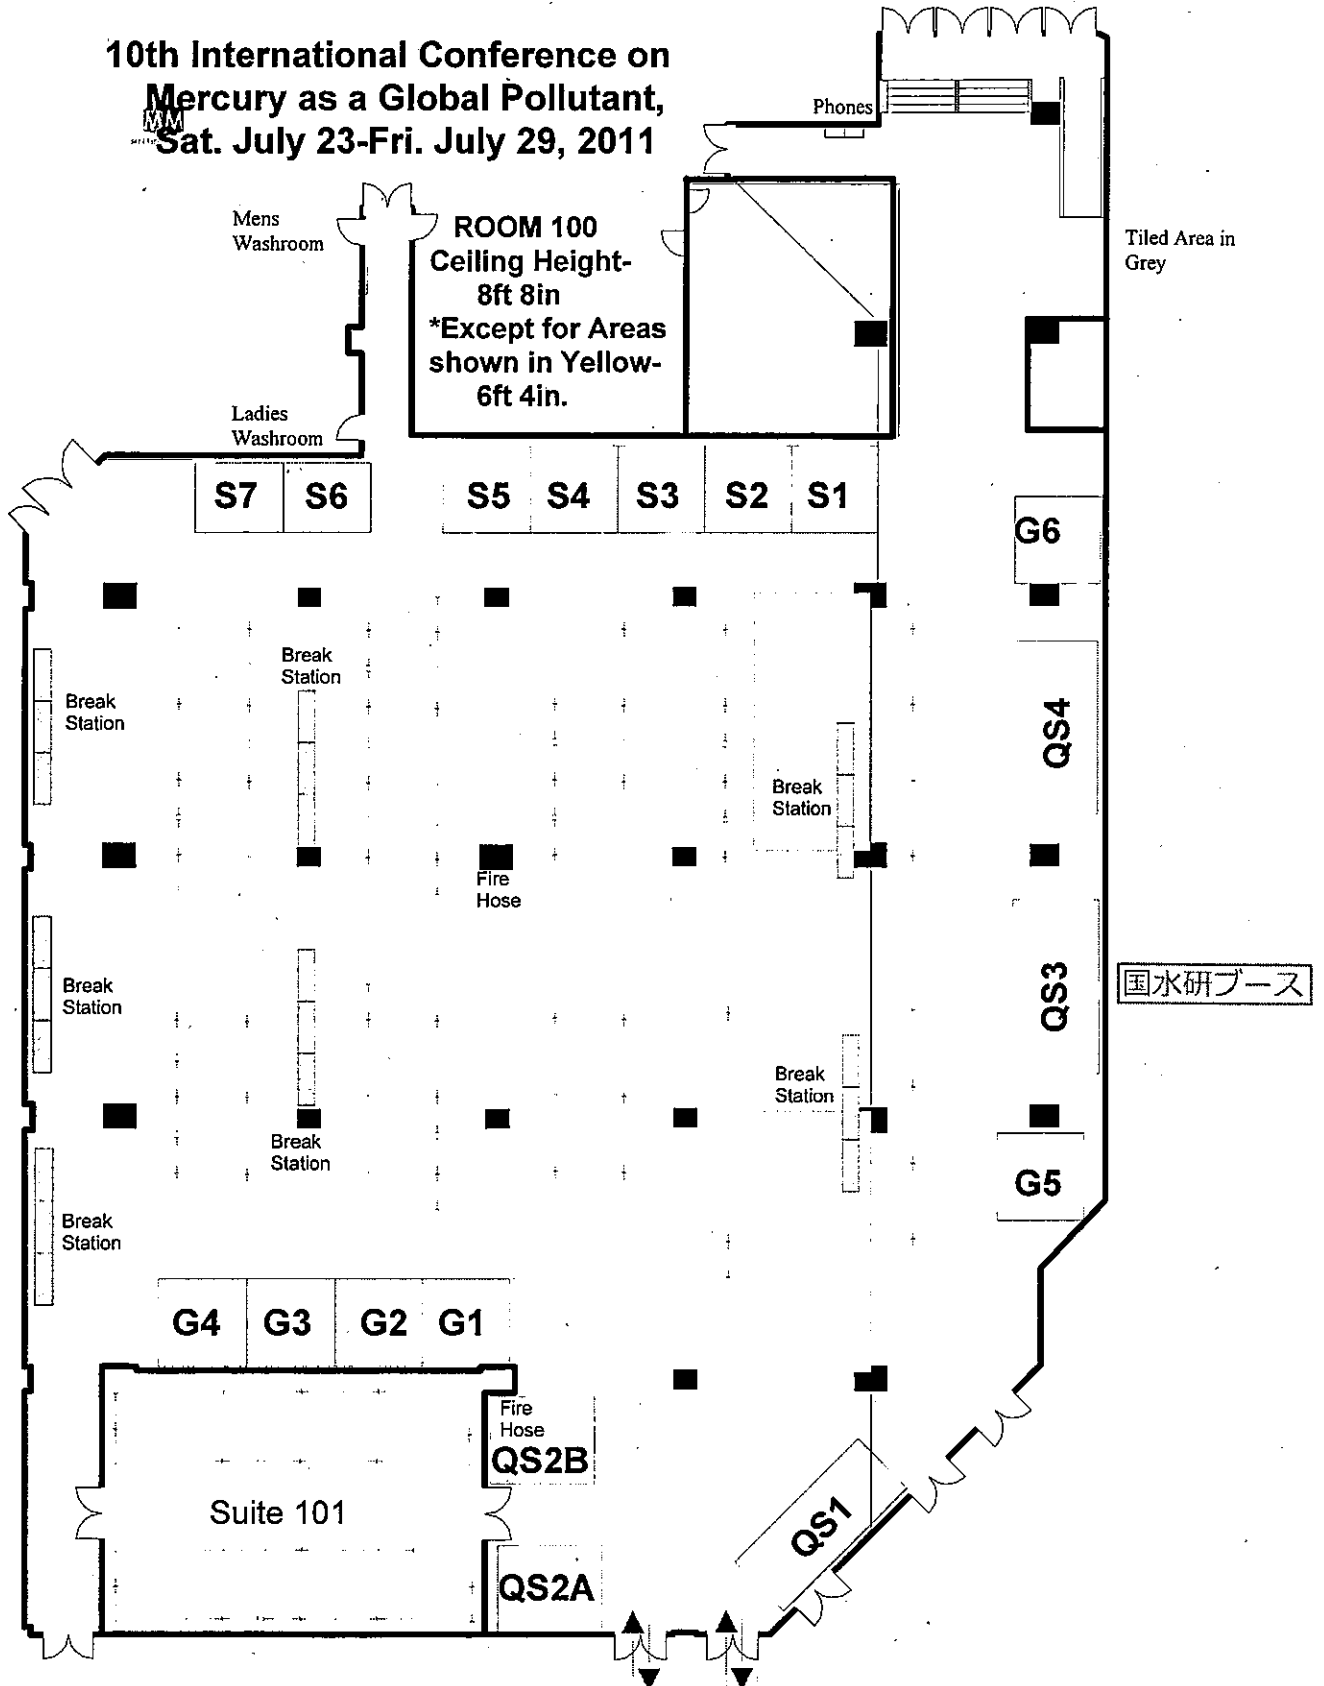 10th International Conference on
Mercury as a Global Pollutant,
MM
Sat. July 23-Fri. July 29, 2011
Phones
Mens
Washroom
ROOM 100
Ceiling Height-
8ft 8in
*Except for Areas
shown in Yellow-
6ft 4in.
Tiled Area in
Grey
Ladies
Washroom
S7
S6
S5
S4
S3
S2
S1
G6
Break
Station
Break
Station
QS4
Break
Station
Fire
Hose
Break
Station
QS3
国水研ブース
Break
Station
Break
Station
G5
Break
Station
G4
G3
G2
G1
Fire
Hose
QS2B
Suite 101
QS1
QS2A